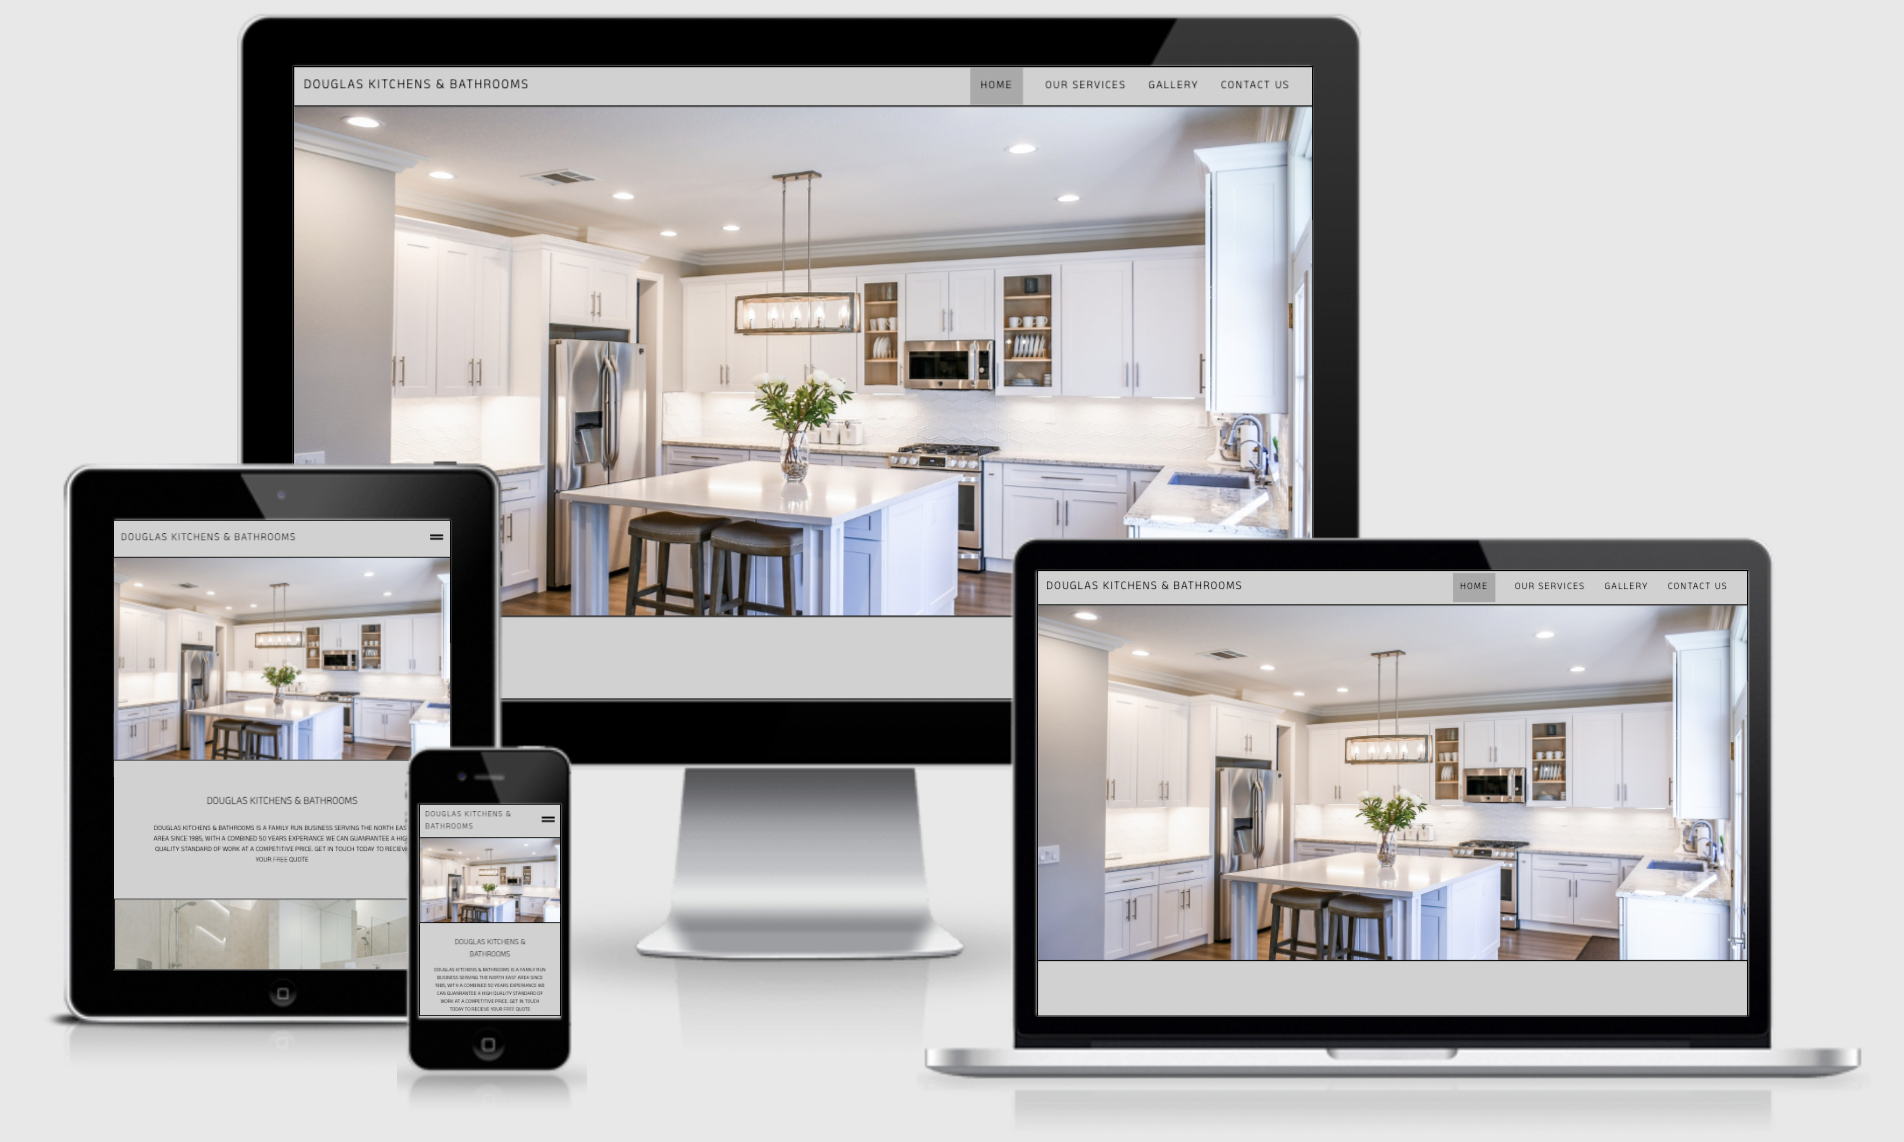 DOUGLAS KITCHENS & BATHROOMS
HOME OUR SERVICES GALLERY CONTACT US
DOUGLAS KITCHENS & BATHROOMS
DOUGLAS KITCHENS & BATHROOMS
DOUGLAS KITCHENS & BATHROOMS IS A FAMILY RUN BUSINESS SERVING THE NORTH EAS
AREA SINCE 1985, WITH A COMBINED 50 YEARS EXPERIANCE WE CAN GUANRANTEE A HIG
QUALITY STANDARD OF WORK AT A COMPETITIVE PRICE. GET IN TOUCH TODAY TO RECIEV
YOUR FREE QUOTE
DOUGLAS KITCHENS &
BATHROOMS
DOUGLAS KITCHENS &
BATHROOMS
DOUGLAS KITCHENS & BATHROOMS IS A FAMILY RUN
BUSINESS SERVING THE NORTH EAST AREA SINCE
1985, WITH A COMBINED 50 YEARS EXPERIANCE WE
CAN GUANRANTEE A HIGH QUALITY STANDARD OF
WORK AT A COMPETITIVE PRICE. GET IN TOUCH
TODAY TO RECIEVE YOUR FREE QUOTE
DOUGLAS KITCHENS & BATHROOMS
HOME OUR SERVICES GALLERY CONTACT US